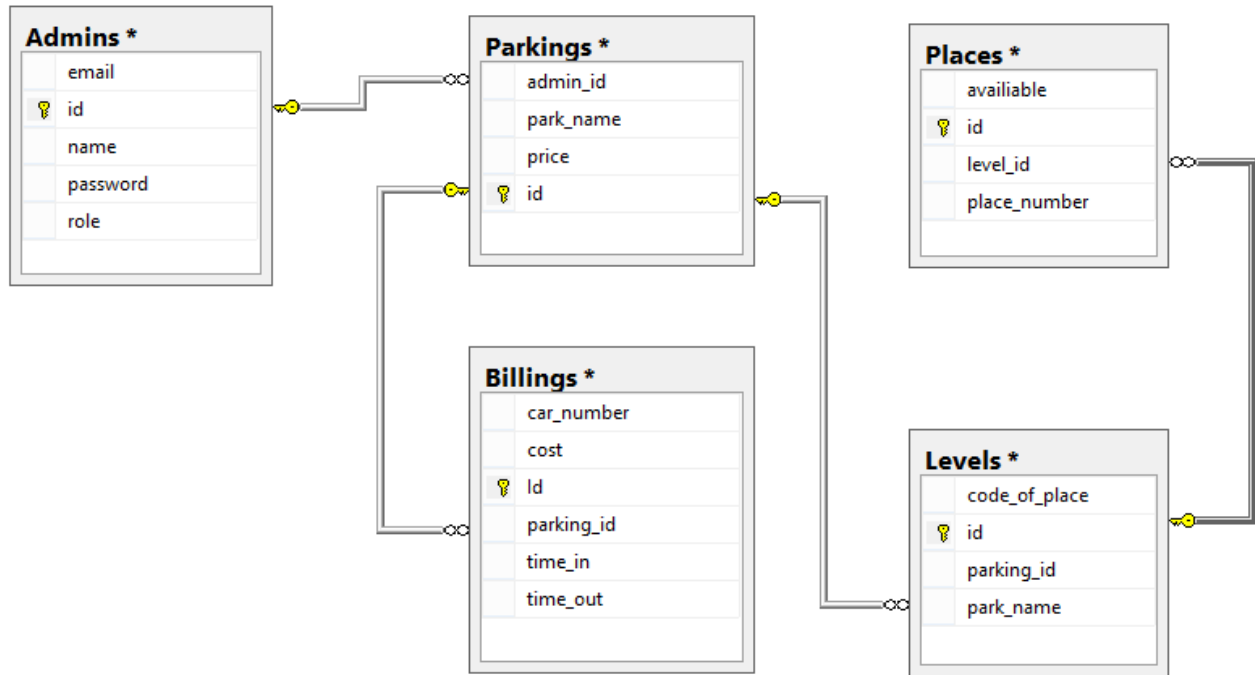 Admins *
email
id
name
password
role
Parkings *
admin_id
park_name
price
id
Places *
availiable
id
level_id
place_number
Billings *
car_number
cost
Id
parking_id
time_in
time_out
Levels *
code_of_place
id
parking_id
park_name